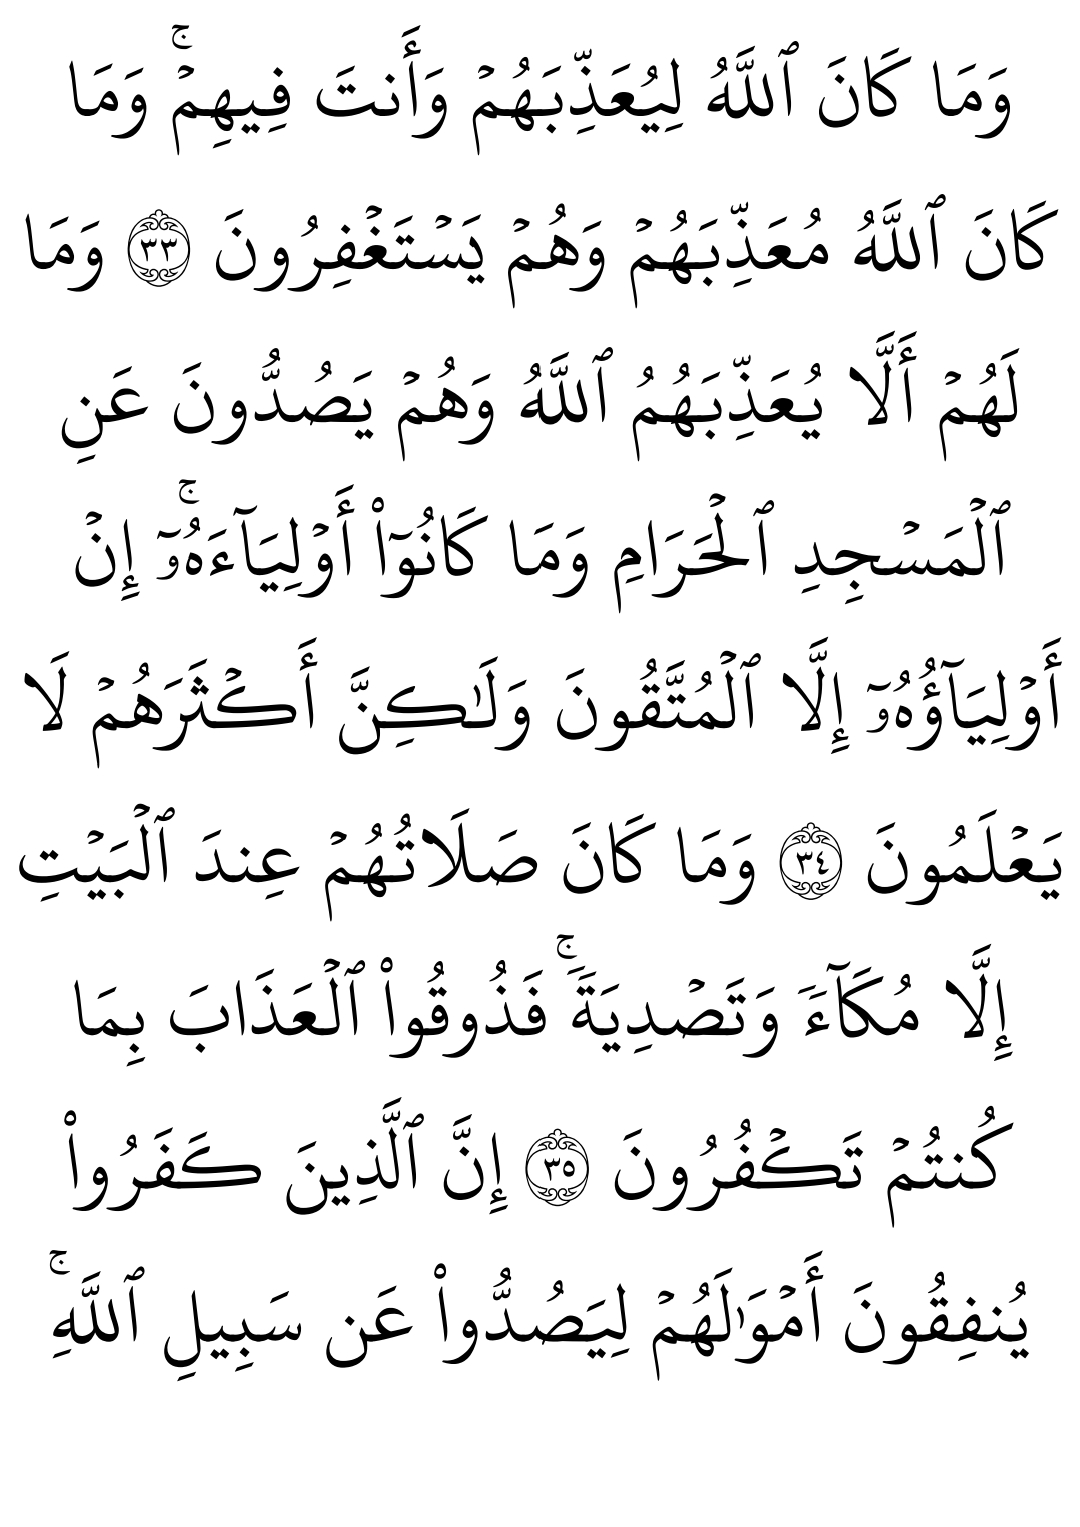 وَمَا كَانَ ٱللَّهُ لِيُعَذِّبَهُمۡ وَأَنتَ فِيهِمۡۚ وَمَا
كَانَ ٱللَّهُ مُعَذِّبَهُمۡ وَهُمۡ يَسۡتَغۡفِرُونَ ٣٣ وَمَا
لَهُمۡ أَلَّا يُعَذِّبَهُمُ ٱللَّهُ وَهُمۡ يَصُدُّونَ عَنِ
ٱلۡمَسۡجِدِ ٱلۡحَرَامِ وَمَا كَانُوٓاْ أَوۡلِيَآءَهُۥٓۚ إِنۡ
أَوۡلِيَآؤُهُۥٓ إِلَّا ٱلۡمُتَّقُونَ وَلَٰكِنَّ أَكۡثَرَهُمۡ لَا
يَعۡلَمُونَ ٣٤ وَمَا كَانَ صَلَاتُهُمۡ عِندَ ٱلۡبَيۡتِ
إِلَّا مُكَآءٗ وَتَصۡدِيَةٗۚ فَذُوقُواْ ٱلۡعَذَابَ بِمَا
كُنتُمۡ تَكۡفُرُونَ ٣٥ إِنَّ ٱلَّذِينَ كَفَرُواْ
يُنفِقُونَ أَمۡوَٰلَهُمۡ لِيَصُدُّواْ عَن سَبِيلِ ٱللَّهِۚ